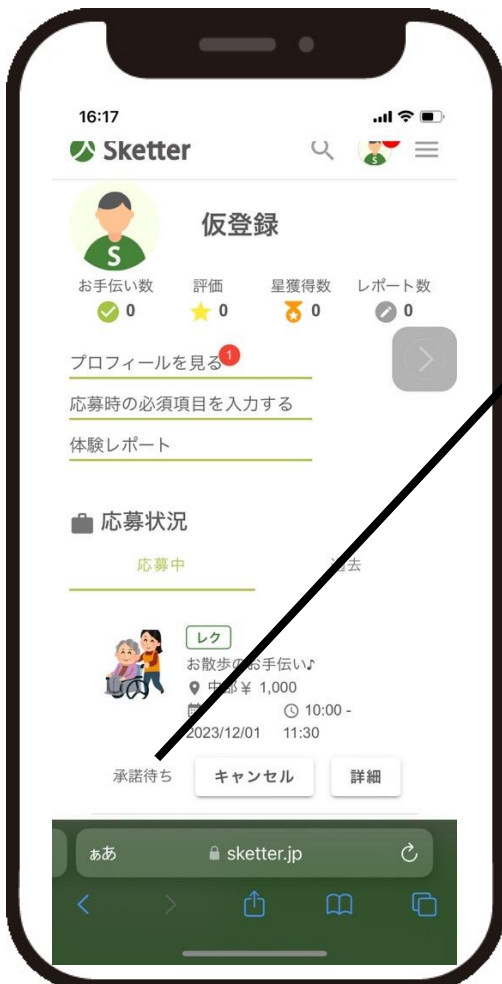 16:17
Sketter
S
仮登録
S
お手伝い数 評価 星獲得数 レポート数
0 0 0 0
プロフィールを見る 1
応募時の必須項目を入力する
体験レポート
応募状況
応募中
レク
お散歩のお手伝い♪
中部 ¥ 1,000
10:00 -
2023/12/01 11:30
承諾待ち キャンセル 詳細
ぁあ sketter.jp